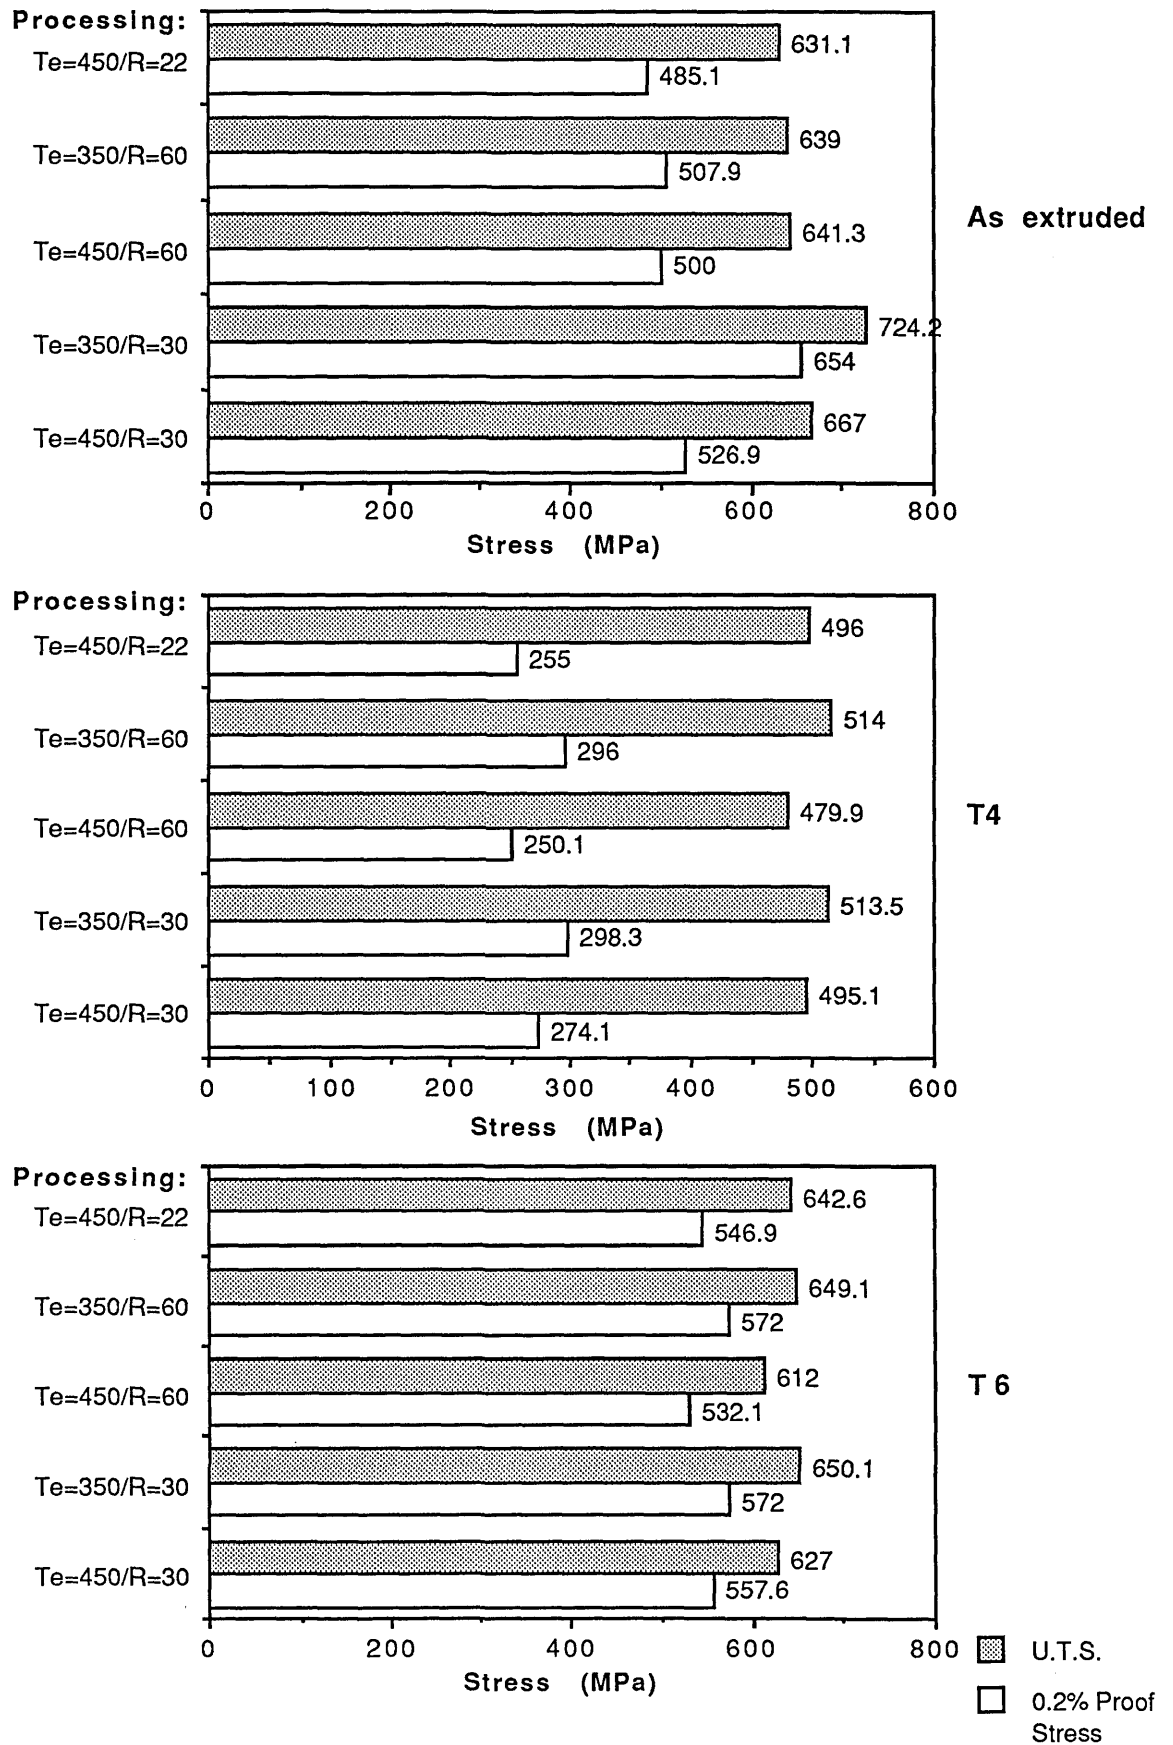 Processing:
Te=450/R=22
631.1
485.1
Te=350/R=60
639
507.9
Te=450/R=60
641.3
500
Te=350/R=30
724.2
654
Te=450/R=30
667
526.9
As extruded
0 200 400 600 800
Stress (MPa)
Processing:
Te=450/R=22
496
255
Te=350/R=60
514
296
Te=450/R=60
479.9
250.1
Te=350/R=30
513.5
298.3
Te=450/R=30
495.1
274.1
T4
0 100 200 300 400 500 600
Stress (MPa)
Processing:
Te=450/R=22
642.6
546.9
Te=350/R=60
649.1
572
Te=450/R=60
612
532.1
Te=350/R=30
650.1
572
Te=450/R=30
627
557.6
T 6
0 200 400 600 800
Stress (MPa)
U.T.S.
0.2% Proof
Stress